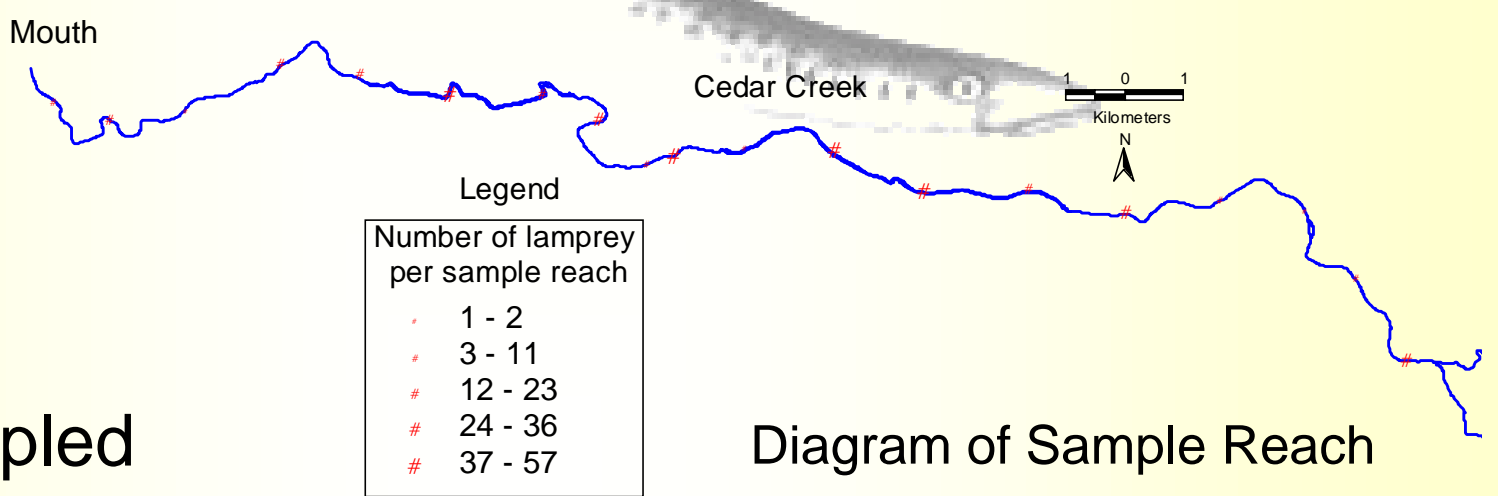 Mouth
Cedar Creek
1 0 1
Kilometers
N
Legend
Number of lamprey
per sample reach
# 1 - 2
# 3 - 11
# 12 - 23
# 24 - 36
# 37 - 57
pled
Diagram of Sample Reach